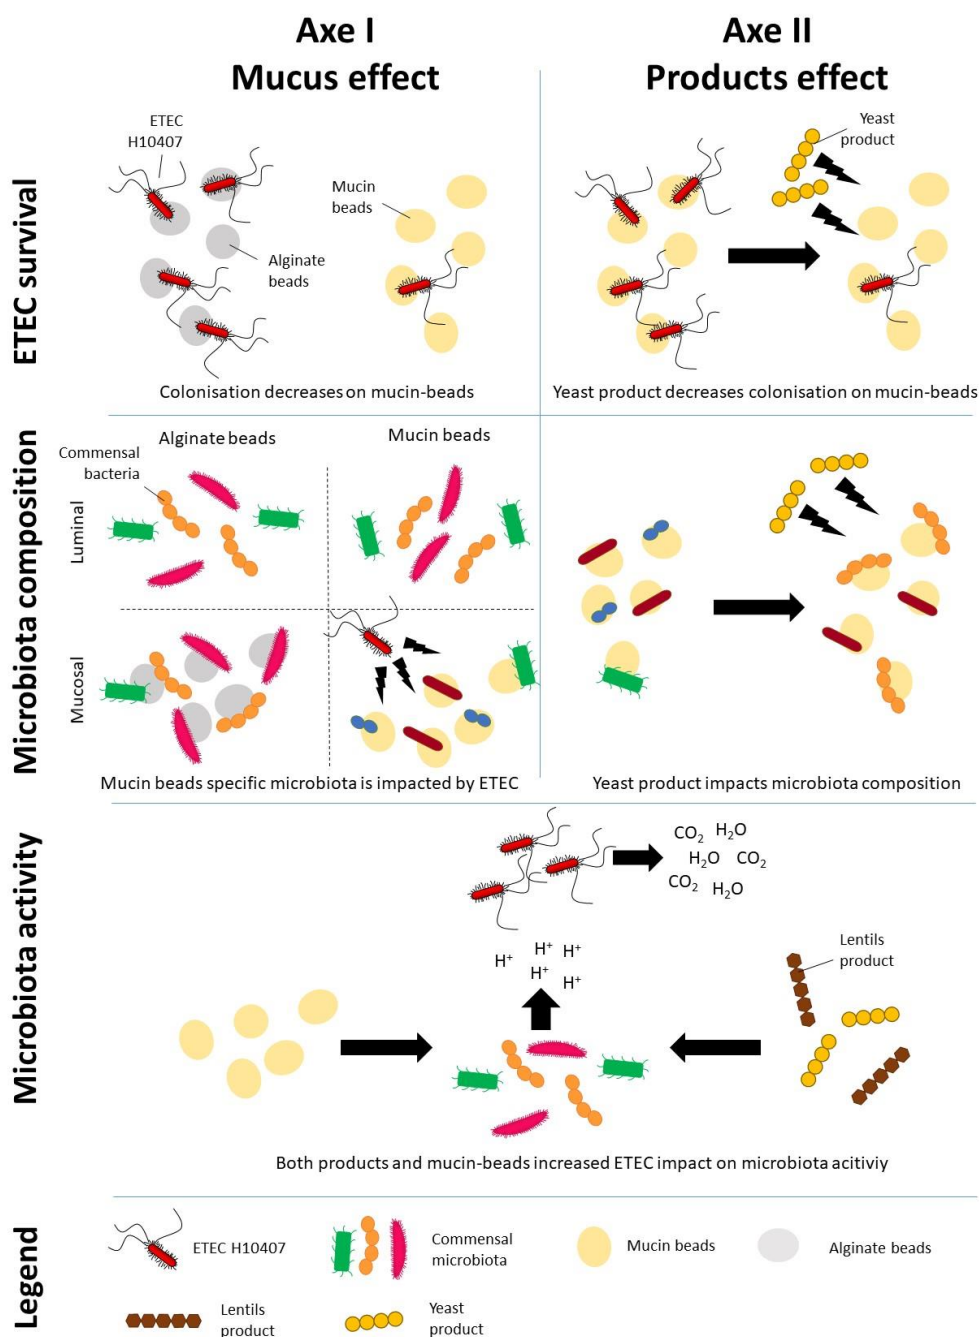 Axe I
Mucus effect
Axe II
Products effect
ETEC survival
ETEC
H10407
Mucin
beads
Alginate
beads
Colonisation decreases on mucin-beads
Yeast
product
Yeast product decreases colonisation on mucin-beads
Microbiota composition
Alginate beads
Mucin beads
Commensal
bacteria
Luminal
Mucosal
Mucin beads specific microbiota is impacted by ETEC
Yeast product impacts microbiota composition
Microbiota activity
CO₂ H₂O
H₂O CO₂
CO₂ H₂O
H⁺ H⁺ H⁺
H⁺ H⁺
Lentils
product
Both products and mucin-beads increased ETEC impact on microbiota acitiviy
Legend
ETEC H10407
Commensal
microbiota
Mucin beads
Alginate beads
Lentils
product
Yeast
product